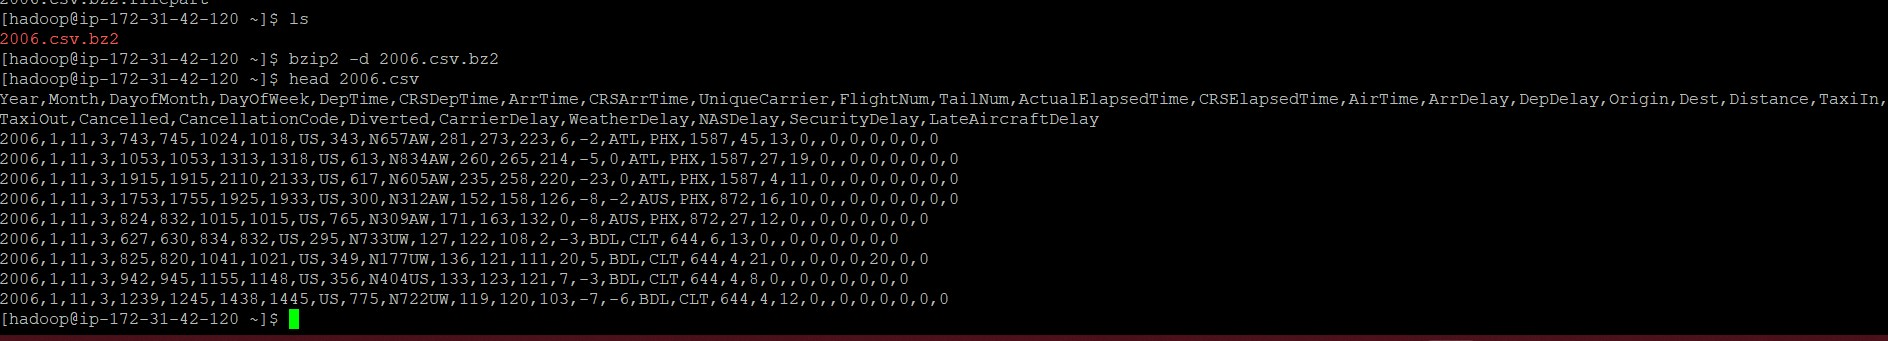 2006.csv.bz2.filepart
[hadoop@ip-172-31-42-120 ~]$ ls
2006.csv.bz2
[hadoop@ip-172-31-42-120 ~]$ bzip2 -d 2006.csv.bz2
[hadoop@ip-172-31-42-120 ~]$ head 2006.csv
Year,Month,DayofMonth,DayOfWeek,DepTime,CRSDepTime,ArrTime,CRSArrTime,UniqueCarrier,FlightNum,TailNum,ActualElapsedTime,CRSElapsedTime,AirTime,ArrDelay,DepDelay,Origin,Dest,Distance,TaxiIn,
TaxiOut,Cancelled,CancellationCode,Diverted,CarrierDelay,WeatherDelay,NASDelay,SecurityDelay,LateAircraftDelay
2006,1,11,3,743,745,1024,1018,US,343,N657AW,281,273,223,6,-2,ATL,PHX,1587,45,13,0,,0,0,0,0,0,0
2006,1,11,3,1053,1053,1313,1318,US,613,N834AW,260,265,214,-5,0,ATL,PHX,1587,27,19,0,,0,0,0,0,0,0
2006,1,11,3,1915,1915,2110,2133,US,617,N605AW,235,258,220,-23,0,ATL,PHX,1587,4,11,0,,0,0,0,0,0,0
2006,1,11,3,1753,1755,1925,1933,US,300,N312AW,152,158,126,-8,-2,AUS,PHX,872,16,10,0,,0,0,0,0,0,0
2006,1,11,3,824,832,1015,1015,US,765,N309AW,171,163,132,0,-8,AUS,PHX,872,27,12,0,,0,0,0,0,0,0
2006,1,11,3,627,630,834,832,US,295,N733UW,127,122,108,2,-3,BDL,CLT,644,6,13,0,,0,0,0,0,0,0
2006,1,11,3,825,820,1041,1021,US,349,N177UW,136,121,111,20,5,BDL,CLT,644,4,21,0,,0,0,0,20,0,0
2006,1,11,3,942,945,1155,1148,US,356,N404US,133,123,121,7,-3,BDL,CLT,644,4,8,0,,0,0,0,0,0,0
2006,1,11,3,1239,1245,1438,1445,US,775,N722UW,119,120,103,-7,-6,BDL,CLT,644,4,12,0,,0,0,0,0,0,0
[hadoop@ip-172-31-42-120 ~]$